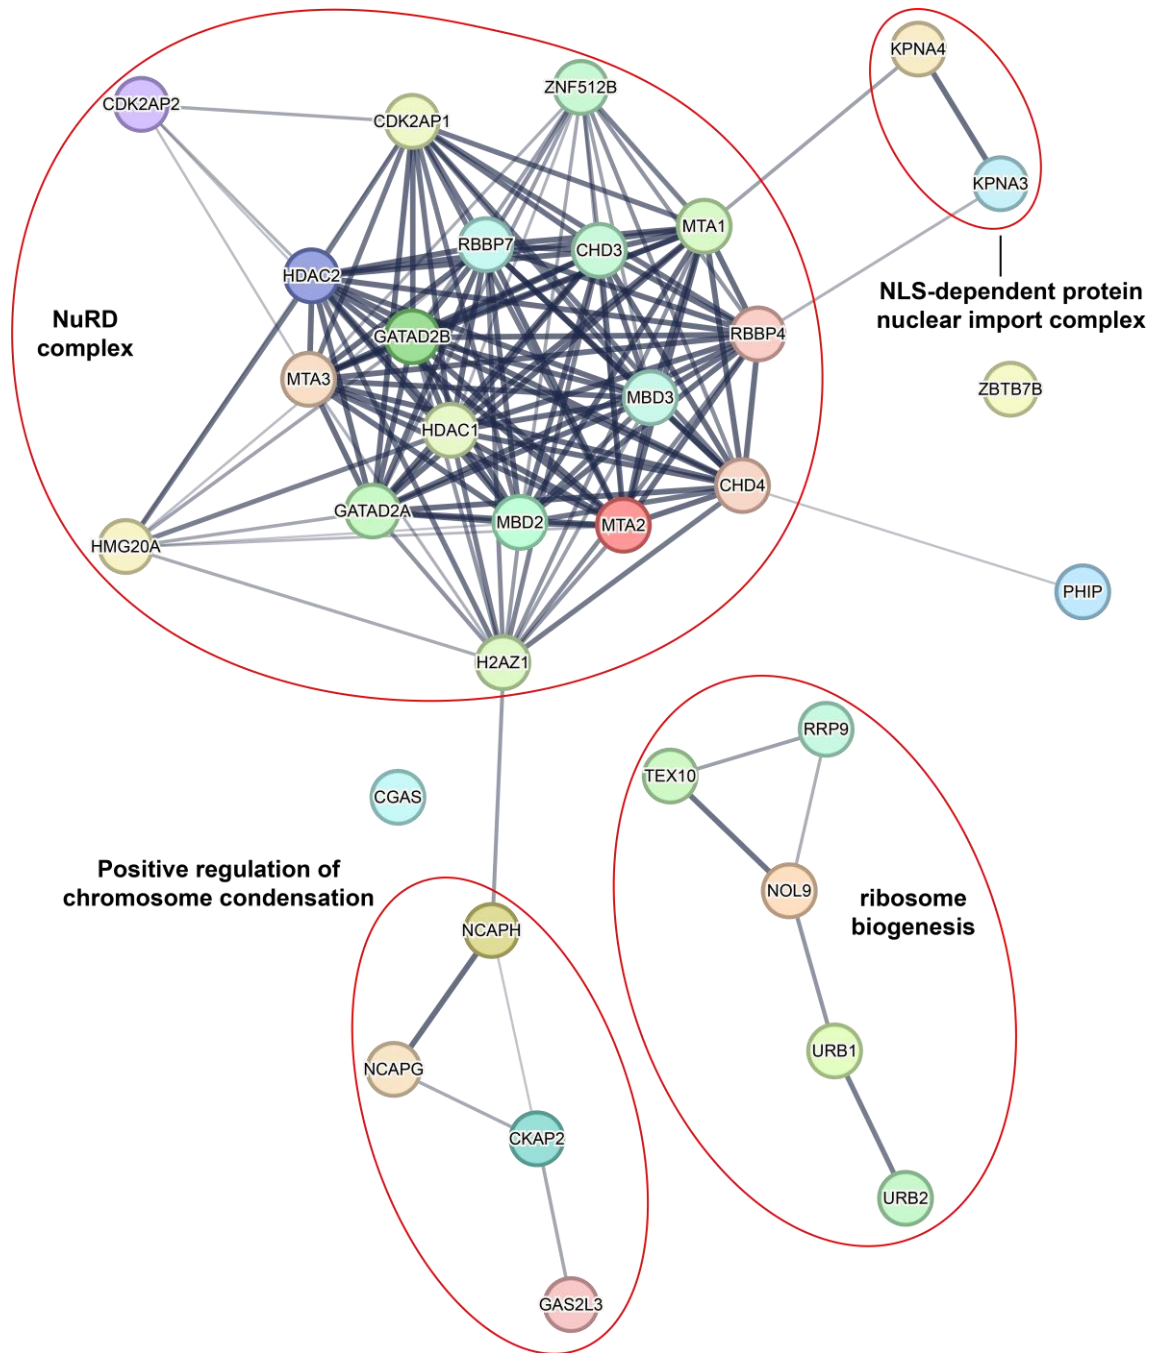 KPNA4
ZNF512B
CDK2AP2
CDK2AP1
KPNA3
MTA1
RBBP7
CHD3
HDAC2
NLS-dependent protein
nuclear import complex
NuRD
complex
GATAD2B
RBBP4
MTA3
ZBTB7B
MBD3
HDAC1
CHD4
GATAD2A
MBD2
MTA2
HMG20A
PHIP
H2AZ1
RRP9
TEX10
CGAS
Positive regulation of
chromosome condensation
NOL9
ribosome
biogenesis
NCAPH
URB1
NCAPG
CKAP2
URB2
GAS2L3